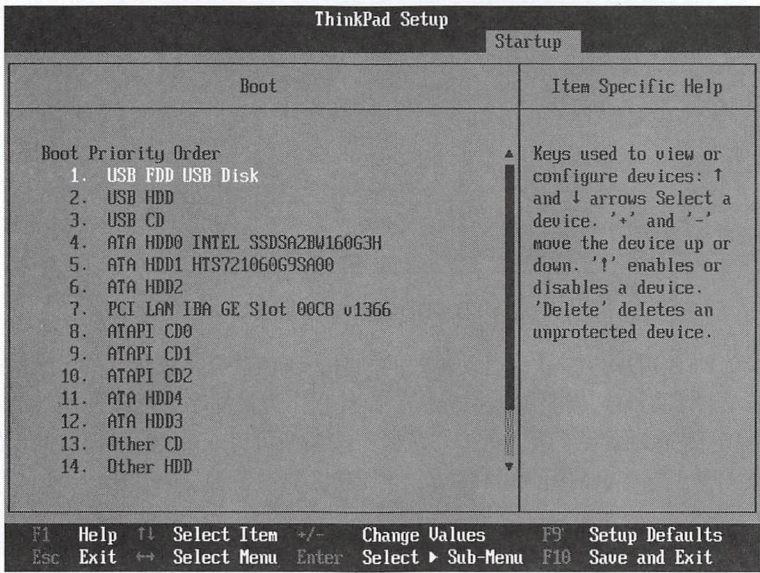 ThinkPad Setup
Startup
Boot
Item Specific Help
Boot Priority Order
1. USB FDD USB Disk
2. USB HDD
3. USB CD
4. ATA HDD0 INTEL SSDSA2BW160G3H
5. ATA HDD1 HTS721060G9SA00
6. ATA HDD2
7. PCI LAN IBA GE Slot 00C8 v1366
8. ATAPI CD0
9. ATAPI CD1
10. ATAPI CD2
11. ATA HDD4
12. ATA HDD3
13. Other CD
14. Other HDD
Keys used to view or
configure devices: ↑
and ↓ arrows Select a
device. '+' and '-'
move the device up or
down. '!' enables or
disables a device.
'Delete' deletes an
unprotected device.
F1 Help ↑↓ Select Item +/- Change Values F9 Setup Defaults
Esc Exit ↔ Select Menu Enter Select ▶ Sub-Menu F10 Save and Exit